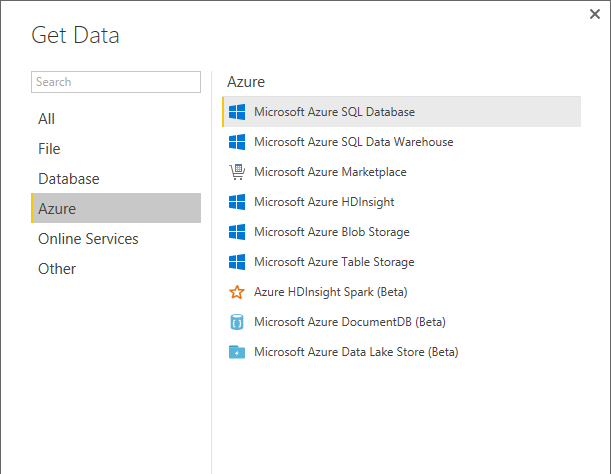 Get Data
Search
All
File
Database
Azure
Online Services
Other
Azure
Microsoft Azure SQL Database
Microsoft Azure SQL Data Warehouse
Microsoft Azure Marketplace
Microsoft Azure HDInsight
Microsoft Azure Blob Storage
Microsoft Azure Table Storage
Azure HDInsight Spark (Beta)
Microsoft Azure DocumentDB (Beta)
Microsoft Azure Data Lake Store (Beta)